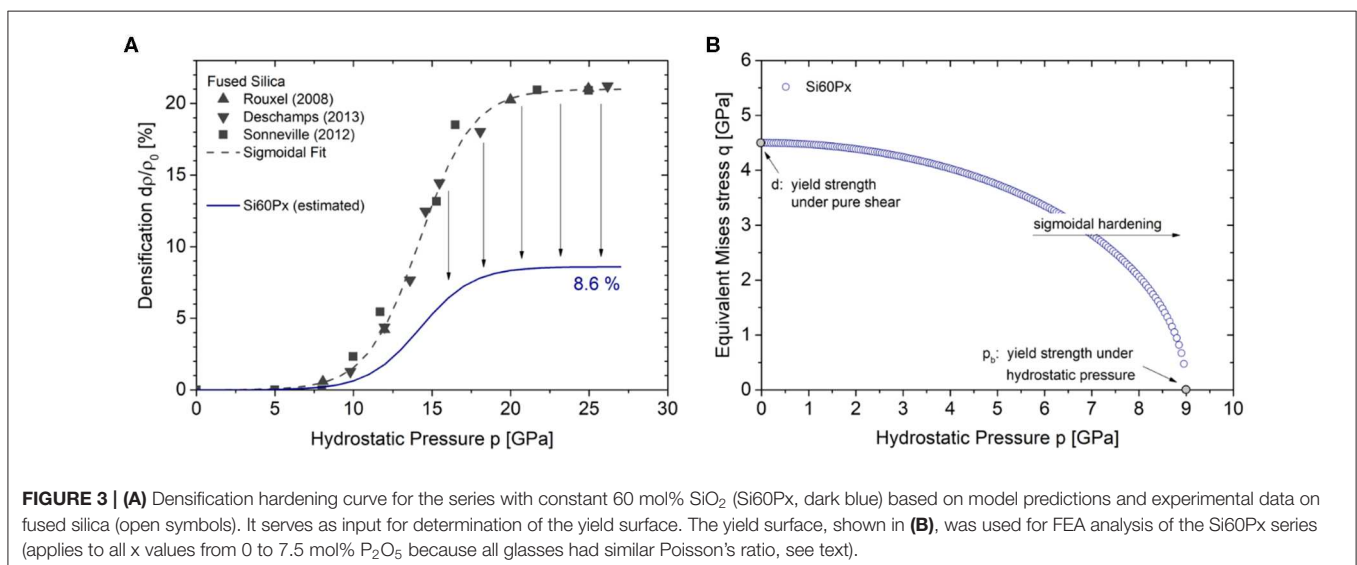 A
Fused Silica
Rouxel (2008)
Deschamps (2013)
Sonneville (2012)
Sigmoidal Fit
Si60Px (estimated)
8.6 %
20
15
10
5
0
0 5 10 15 20 25 30
Densification dρ/ρ₀ [%]
Hydrostatic Pressure p [GPa]
B
Si60Px
d: yield strength
under pure shear
sigmoidal hardening
p_b: yield strength under
hydrostatic pressure
6
5
4
3
2
1
0
0 1 2 3 4 5 6 7 8 9 10
Equivalent Mises stress q [GPa]
Hydrostatic Pressure p [GPa]
FIGURE 3 | (A) Densification hardening curve for the series with constant 60 mol% SiO₂ (Si60Px, dark blue) based on model predictions and experimental data on
fused silica (open symbols). It serves as input for determination of the yield surface. The yield surface, shown in (B), was used for FEA analysis of the Si60Px series
(applies to all x values from 0 to 7.5 mol% P₂O₅ because all glasses had similar Poisson's ratio, see text).